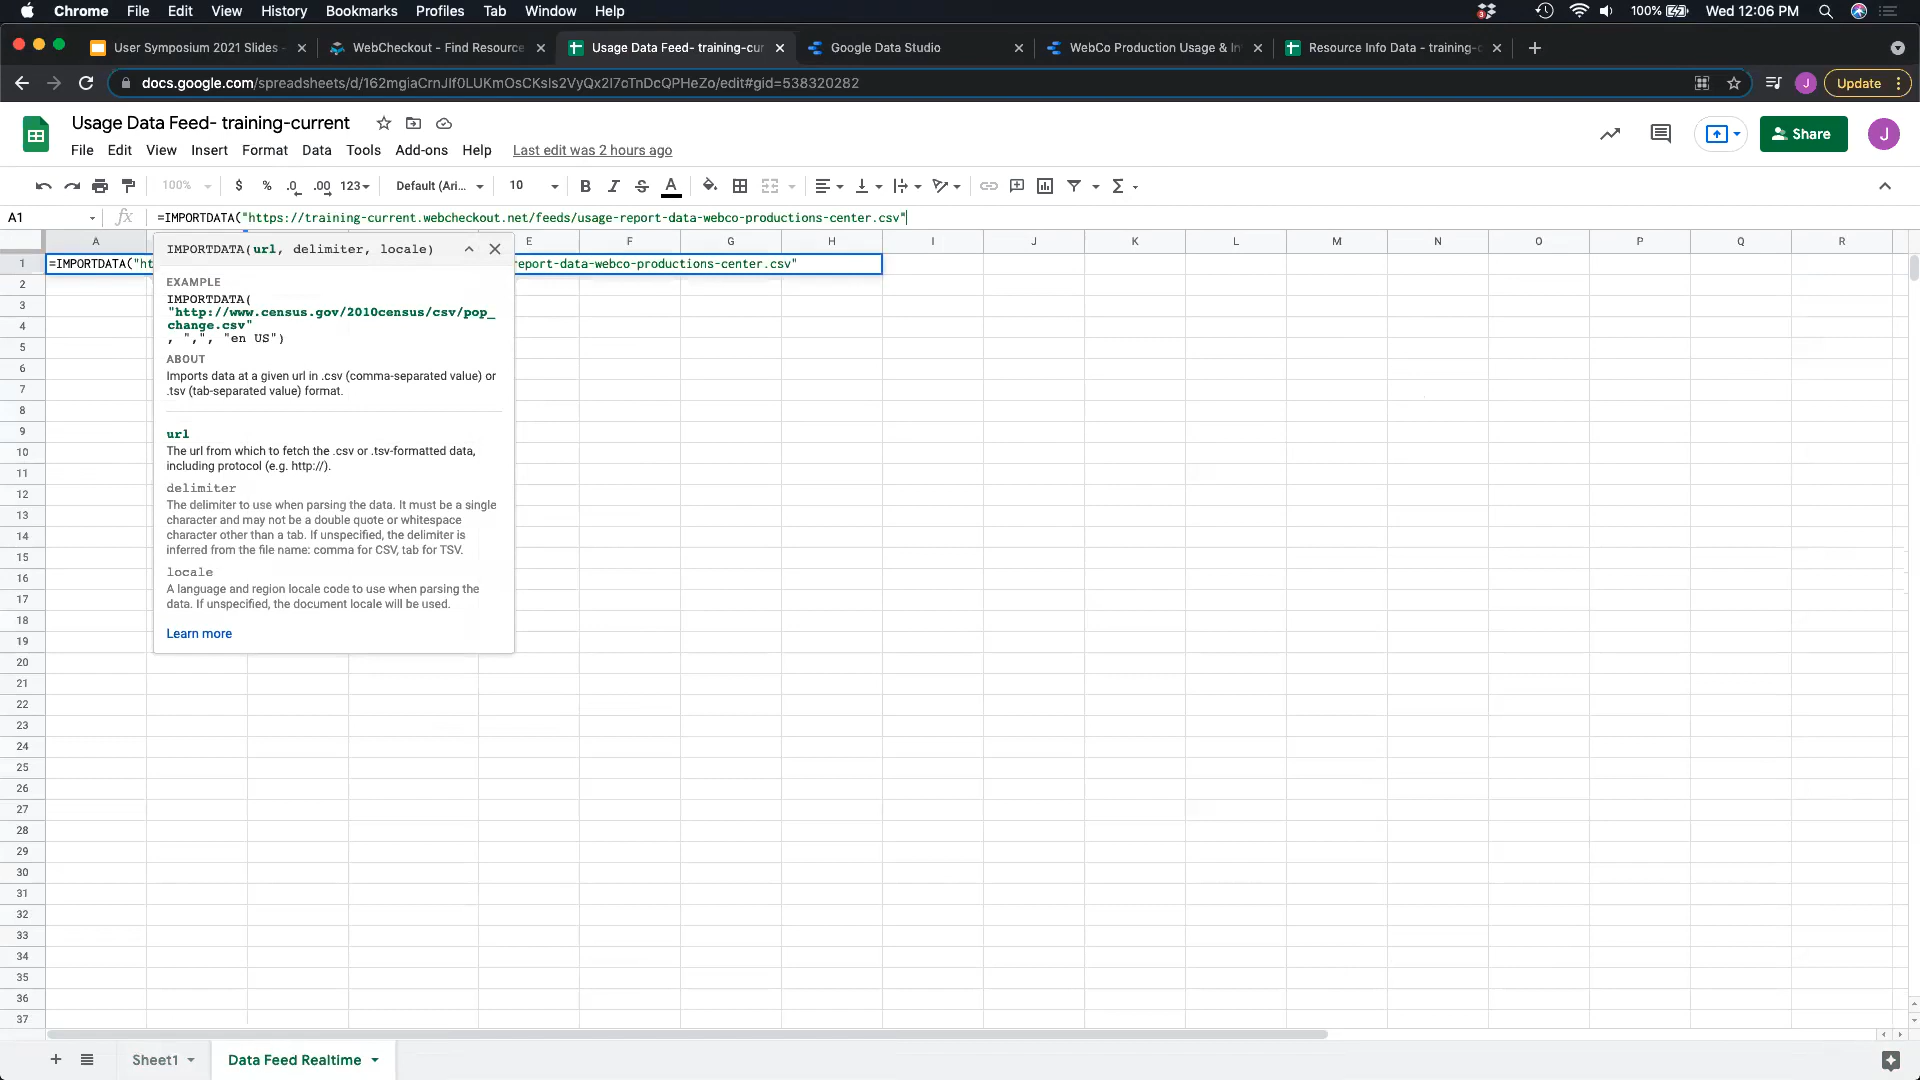 Chrome File Edit View History Bookmarks Profiles Tab Window Help 3 100% Wed 12:06 PM
User Symposium 2021 Slides - WebCheckout - Find Resource Usage Data Feed- training-cur Google Data Studio WebCo Production Usage & In Resource Info Data - training-c
docs.google.com/spreadsheets/d/162mgiaCrnJIf0LUKmOsCKsIs2VyQx2I7oTnDcQPHeZo/edit#gid=538320282 J Update
Usage Data Feed- training-current
File Edit View Insert Format Data Tools Add-ons Help Last edit was 2 hours ago
Share J
100% $ % .0 .00 123 Default (Ari... 10 B I S A
A1 fx =IMPORTDATA("https://training-current.webcheckout.net/feeds/usage-report-data-webco-productions-center.csv"
A E F G H I J K L M N O P Q R
1 =IMPORTDATA("ht report-data-webco-productions-center.csv"
IMPORTDATA(url, delimiter, locale)
EXAMPLE
IMPORTDATA(
"http://www.census.gov/2010census/csv/pop_
change.csv"
, ",", "en US")
ABOUT
Imports data at a given url in .csv (comma-separated value) or
.tsv (tab-separated value) format.
url
The url from which to fetch the .csv or .tsv-formatted data,
including protocol (e.g. http://).
delimiter
The delimiter to use when parsing the data. It must be a single
character and may not be a double quote or whitespace
character other than a tab. If unspecified, the delimiter is
inferred from the file name: comma for CSV, tab for TSV.
locale
A language and region locale code to use when parsing the
data. If unspecified, the document locale will be used.
Learn more
2
3
4
5
6
7
8
9
10
11
12
13
14
15
16
17
18
19
20
21
22
23
24
25
26
27
28
29
30
31
32
33
34
35
36
37
Sheet1 Data Feed Realtime